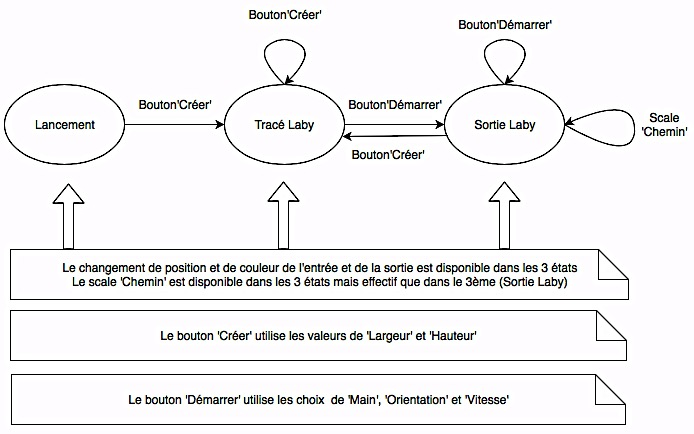 Bouton'Créer'
Bouton'Démarrer'
Lancement
Bouton'Créer'
Tracé Laby
Bouton'Démarrer'
Bouton'Créer'
Sortie Laby
Scale
'Chemin'
Le changement de position et de couleur de l'entrée et de la sortie est disponible dans les 3 états
Le scale 'Chemin' est disponible dans les 3 états mais effectif que dans le 3ème (Sortie Laby)
Le bouton 'Créer' utilise les valeurs de 'Largeur' et 'Hauteur'
Le bouton 'Démarrer' utilise les choix de 'Main', 'Orientation' et 'Vitesse'